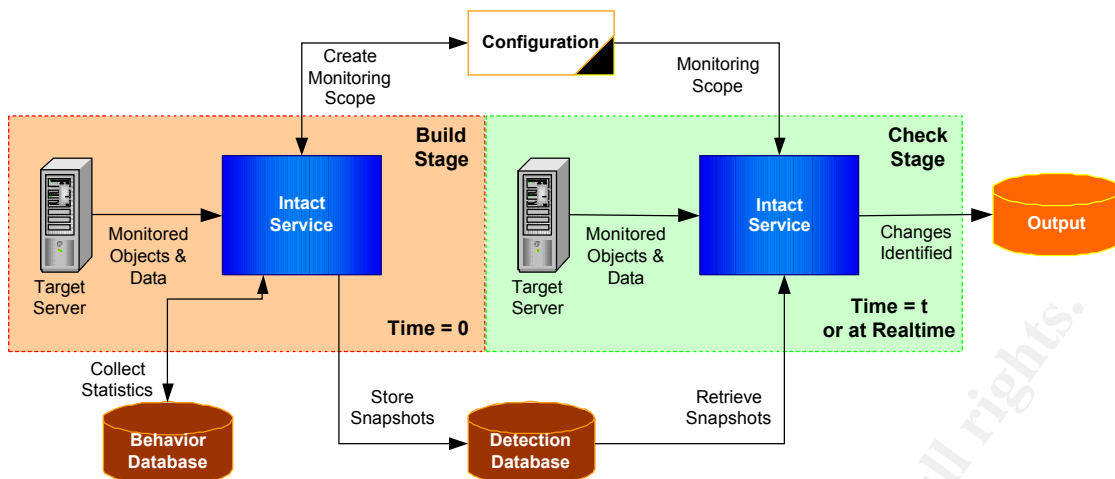 Configuration
Create
Monitoring
Scope
Monitoring
Scope
Build
Stage
Check
Stage
Intact
Service
Monitored
Objects &
Data
Target
Server
Time = 0
Intact
Service
Monitored
Objects &
Data
Target
Server
Changes
Identified
Output
Time = t
or at Realtime
Collect
Statistics
Store
Snapshots
Retrieve
Snapshots
Behavior
Database
Detection
Database
ull rights.